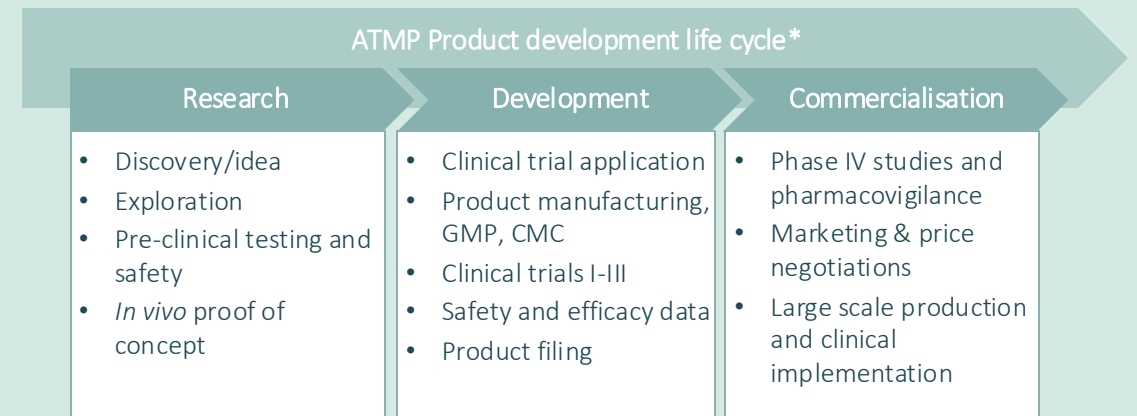 ATMP Product development life cycle*
Research
• Discovery/idea
• Exploration
• Pre-clinical testing and
safety
• In vivo proof of
concept
Development
• Clinical trial application
• Product manufacturing,
GMP, CMC
• Clinical trials I-III
• Safety and efficacy data
• Product filing
Commercialisation
• Phase IV studies and
pharmacovigilance
• Marketing & price
negotiations
• Large scale production
and clinical
implementation